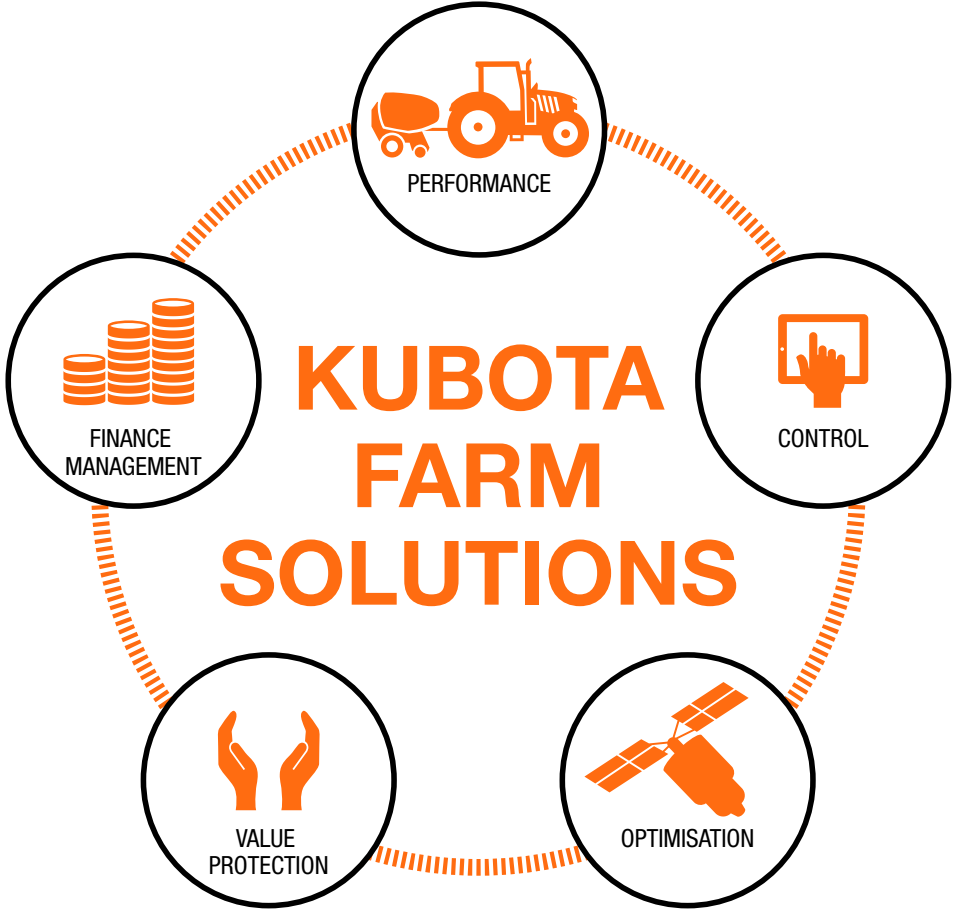 PERFORMANCE
FINANCE
MANAGEMENT
KUBOTA
FARM
SOLUTIONS
CONTROL
VALUE
PROTECTION
OPTIMISATION